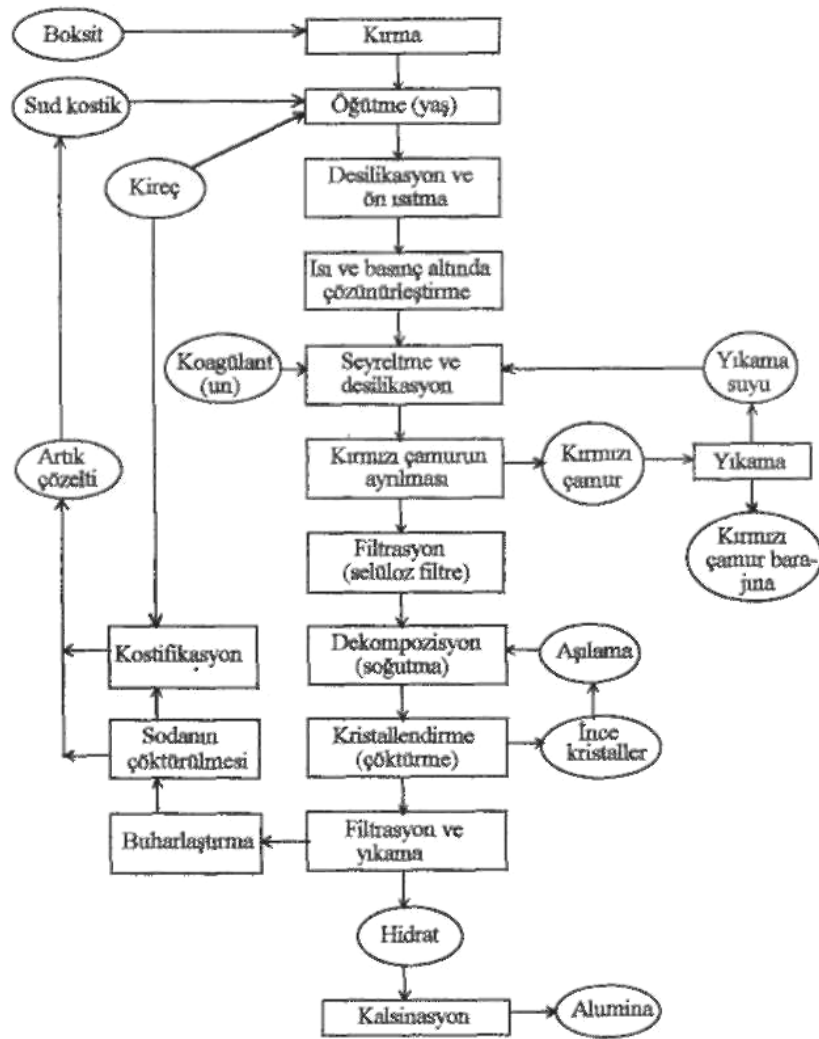 Boksit
Kırma
Sud kostik
Öğütme (yaş)
Kireç
Desilikasyon ve
ön ısıtma
Isı ve basınç altında
çözünürleştirme
Koagülant
(un)
Seyreltme ve
desilikasyon
Yıkama
suyu
Artık
çözelti
Kırmızı çamurun
ayrılması
Kırmızı
çamur
Yıkama
Filtrasyon
(selüloz filtre)
Kırmızı
çamur bara-
jına
Kostifikasyon
Dekompozisyon
(soğutma)
Aşılama
Sodanın
çöktürülmesi
Kristallendirme
(çöktürme)
İnce
kristaller
Buharlaştırma
Filtrasyon ve
yıkama
Hidrat
Kalsinasyon
Alumina